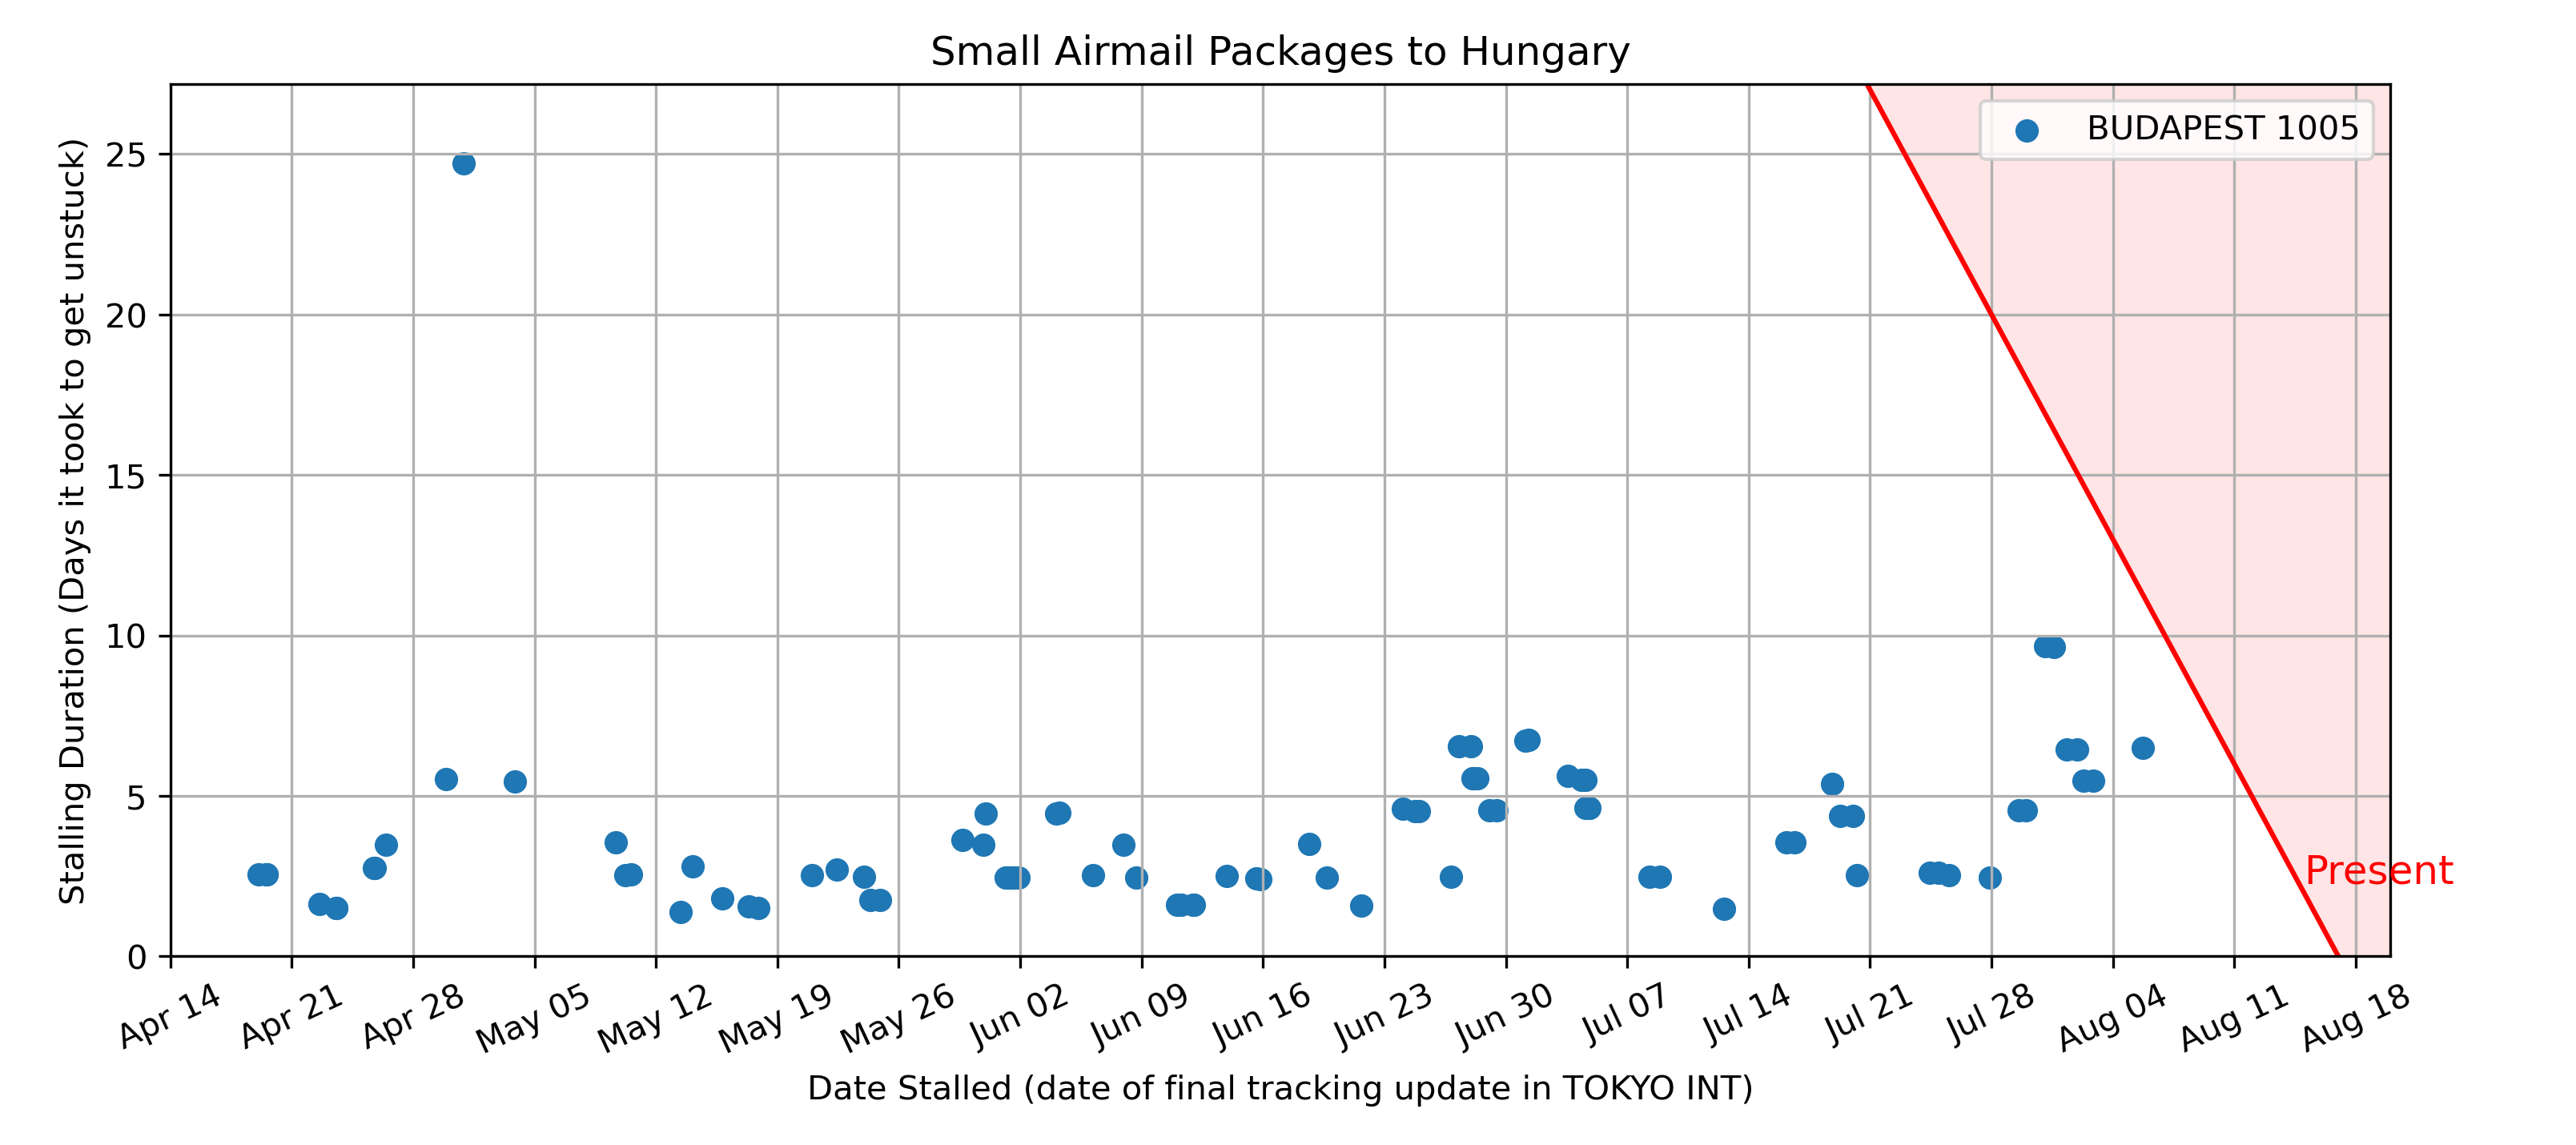 Small Airmail Packages to Hungary
BUDAPEST 1005
Stalling Duration (Days it took to get unstuck)
25
20
15
10
5
0
Present
Apr 14
Apr 21
Apr 28
May 05
May 12
May 19
May 26
Jun 02
Jun 09
Jun 16
Jun 23
Jun 30
Jul 07
Jul 14
Jul 21
Jul 28
Aug 04
Aug 11
Aug 18
Date Stalled (date of final tracking update in TOKYO INT)